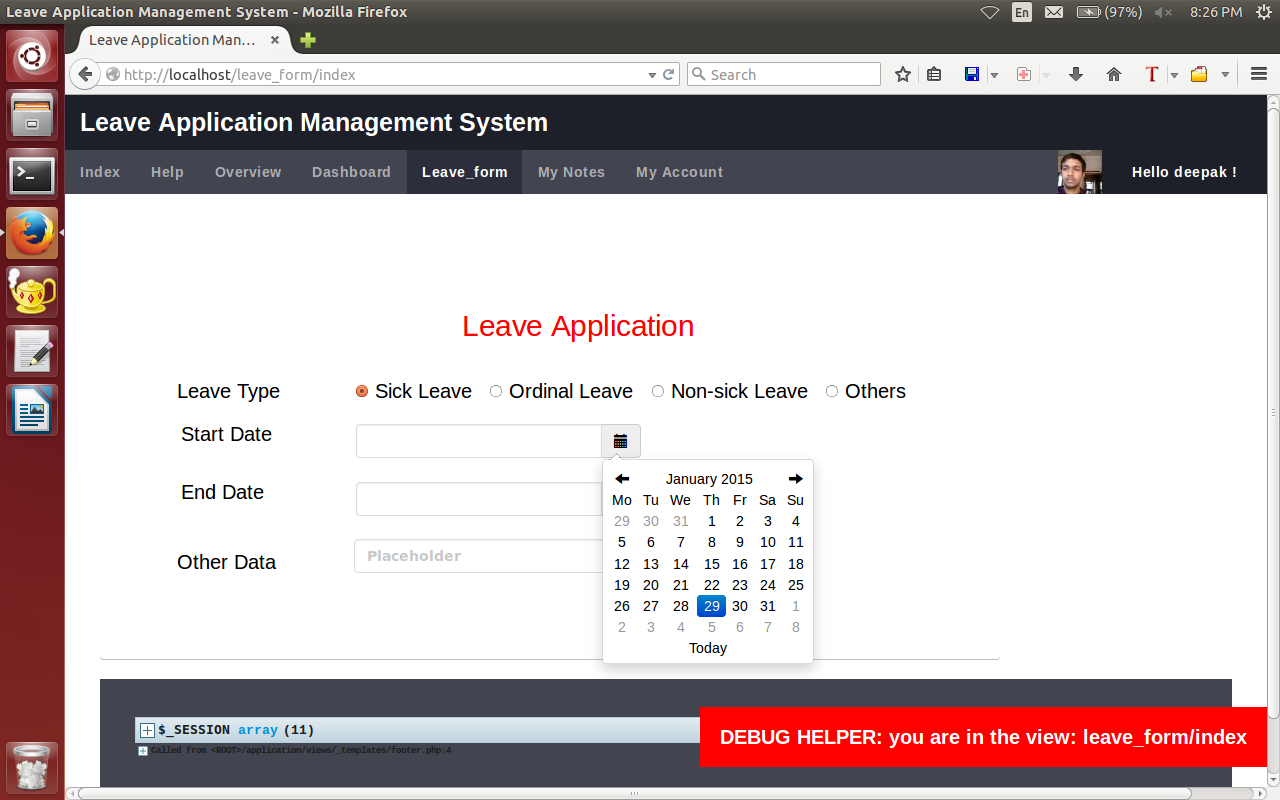 Leave Application Management System - Mozilla Firefox
En
(97%)
8:26 PM
Leave Application Man...
http://localhost/leave_form/index
Search
T
Leave Application Management System
Index Help Overview Dashboard Leave_form My Notes My Account Hello deepak !
Leave Application
Leave Type Sick Leave Ordinal Leave Non-sick Leave Others
Start Date
End Date
Other Data Placeholder
January 2015
Mo Tu We Th Fr Sa Su
29 30 31 1 2 3 4
5 6 7 8 9 10 11
12 13 14 15 16 17 18
19 20 21 22 23 24 25
26 27 28 29 30 31 1
2 3 4 5 6 7 8
Today
$_SESSION array (11)
Called from <ROOT>/application/views/_templates/footer.php:4
DEBUG HELPER: you are in the view: leave_form/index